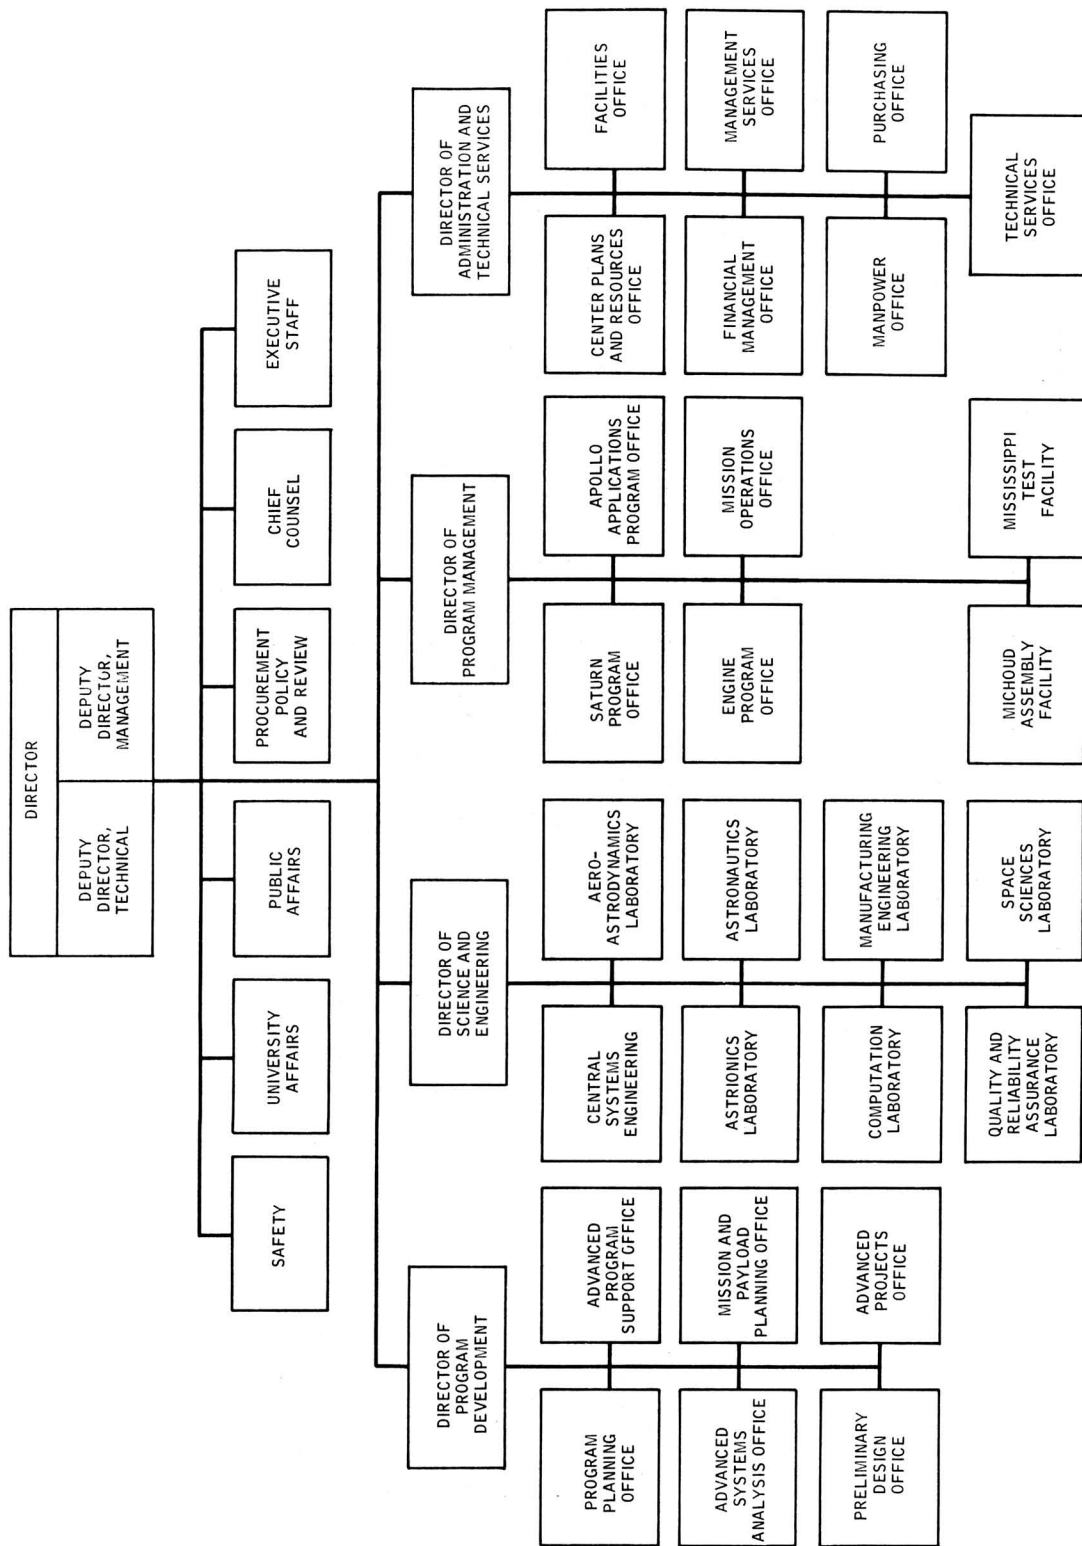 DIRECTOR
DEPUTY
DIRECTOR,
TECHNICAL
DEPUTY
DIRECTOR,
MANAGEMENT
SAFETY
UNIVERSITY
AFFAIRS
PUBLIC
AFFAIRS
PROCUREMENT
POLICY
AND REVIEW
CHIEF
COUNSEL
EXECUTIVE
STAFF
DIRECTOR OF
PROGRAM
DEVELOPMENT
DIRECTOR OF
SCIENCE AND
ENGINEERING
DIRECTOR OF
PROGRAM MANAGEMENT
DIRECTOR OF
ADMINISTRATION AND
TECHNICAL SERVICES
PROGRAM
PLANNING
OFFICE
ADVANCED
PROGRAM
SUPPORT OFFICE
CENTRAL
SYSTEMS
ENGINEERING
AERO-
ASTRODYNAMICS
LABORATORY
SATURN
PROGRAM
OFFICE
APOLLO
APPLICATIONS
PROGRAM OFFICE
CENTER PLANS
AND RESOURCES
OFFICE
FACILITIES
OFFICE
ADVANCED
SYSTEMS
ANALYSIS OFFICE
MISSION AND
PAYLOAD
PLANNING OFFICE
ASTRIONICS
LABORATORY
ASTRONAUTICS
LABORATORY
ENGINE
PROGRAM
OFFICE
MISSION
OPERATIONS
OFFICE
FINANCIAL
MANAGEMENT
OFFICE
MANAGEMENT
SERVICES
OFFICE
PRELIMINARY
DESIGN
OFFICE
ADVANCED
PROJECTS
OFFICE
COMPUTATION
LABORATORY
MANUFACTURING
ENGINEERING
LABORATORY
MANPOWER
OFFICE
PURCHASING
OFFICE
QUALITY AND
RELIABILITY
ASSURANCE
LABORATORY
SPACE
SCIENCES
LABORATORY
MICHOUD
ASSEMBLY
FACILITY
MISSISSIPPI
TEST
FACILITY
TECHNICAL
SERVICES
OFFICE